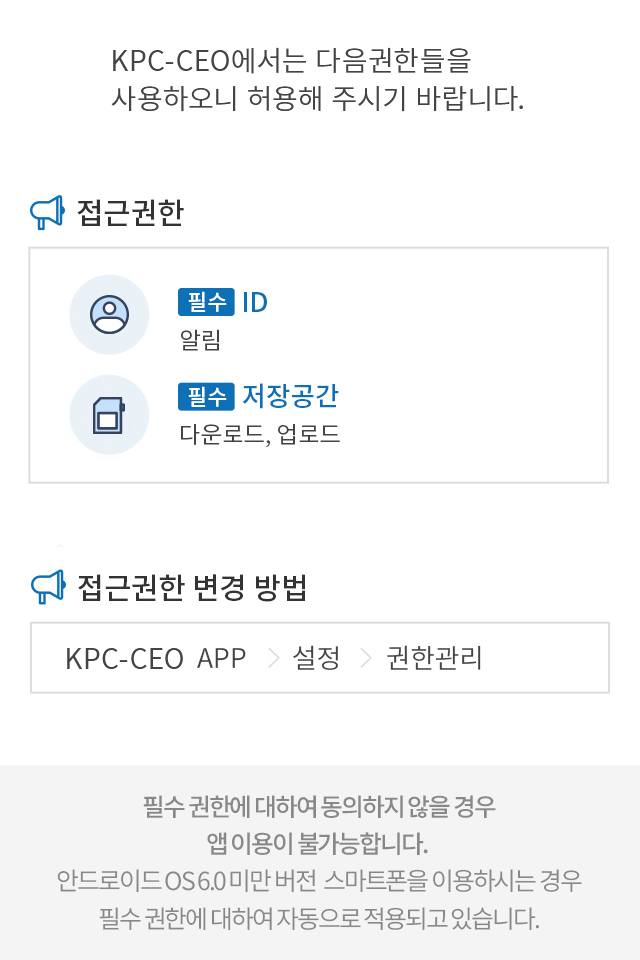 KPC-CEO에서는 다음권한들을
사용하오니 허용해 주시기 바랍니다.
접근권한
필수 ID
알림
필수 저장공간
다운로드, 업로드
접근권한 변경 방법
KPC-CEO APP > 설정 > 권한관리
필수 권한에 대하여 동의하지 않을 경우
앱 이용이 불가능합니다.
안드로이드 OS 6.0 미만 버전 스마트폰을 이용하시는 경우
필수 권한에 대하여 자동으로 적용되고 있습니다.